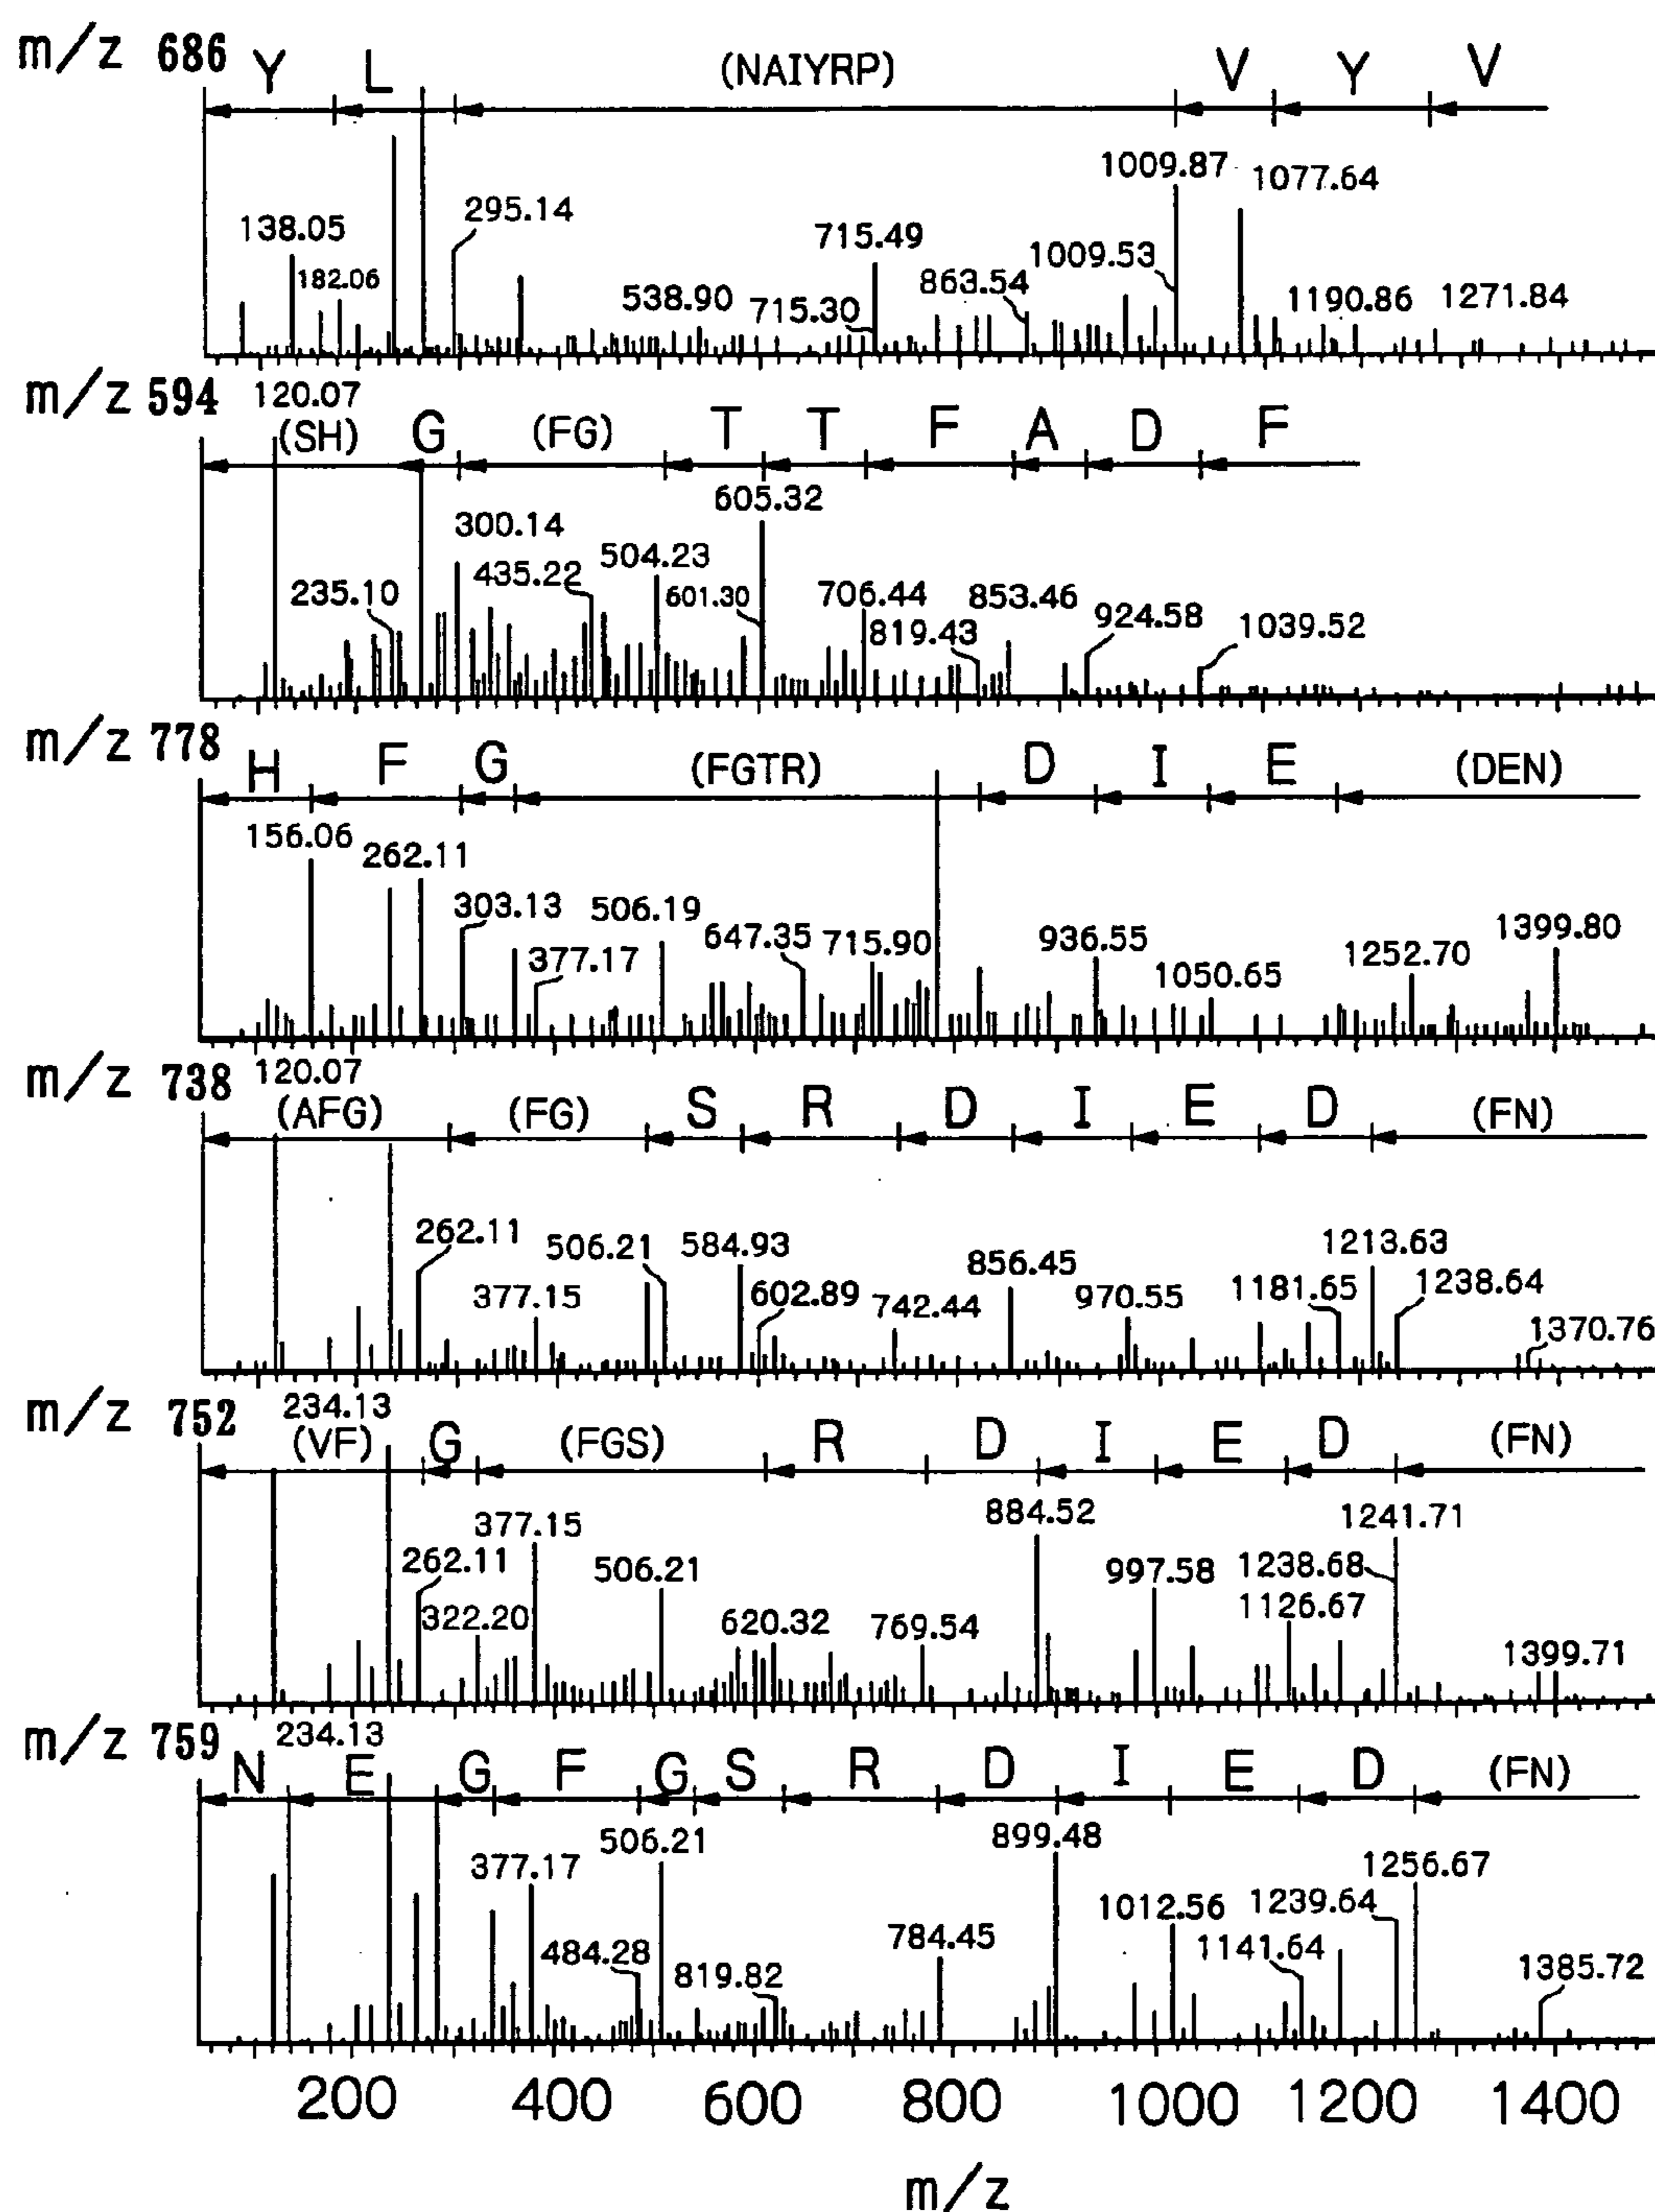 m/z 686 Y L (NAIYRP) V Y V
1009.87 1077.64
138.05 295.14 715.49 1009.53
182.06 538.90 715.30 863.54 1190.86 1271.84
m/z 594 120.07
(SH) G (FG) T T F A D F
605.32
300.14 504.23
235.10 435.22 601.30 706.44 853.46
819.43 924.58 1039.52
m/z 778 H F G (FGTR) D I E (DEN)
156.06 262.11
303.13 506.19 1399.80
377.17 647.35 715.90 936.55 1050.65 1252.70
m/z 738 120.07
(AFG) (FG) S R D I E D (FN)
262.11 506.21 584.93 856.45 1213.63
377.15 602.89 742.44 970.55 1181.65 1238.64
1370.76
m/z 752 234.13
(VF) G (FGS) R D I E D (FN)
377.15 884.52 1241.71
262.11 506.21 997.58 1238.68
322.20 620.32 769.54 1126.67
1399.71
m/z 759 234.13
N E G F G S R D I E D (FN)
506.21 899.48
377.17 1256.67
484.28 784.45 1012.56 1239.64
819.82 1141.64 1385.72
200 400 600 800 1000 1200 1400
m/z